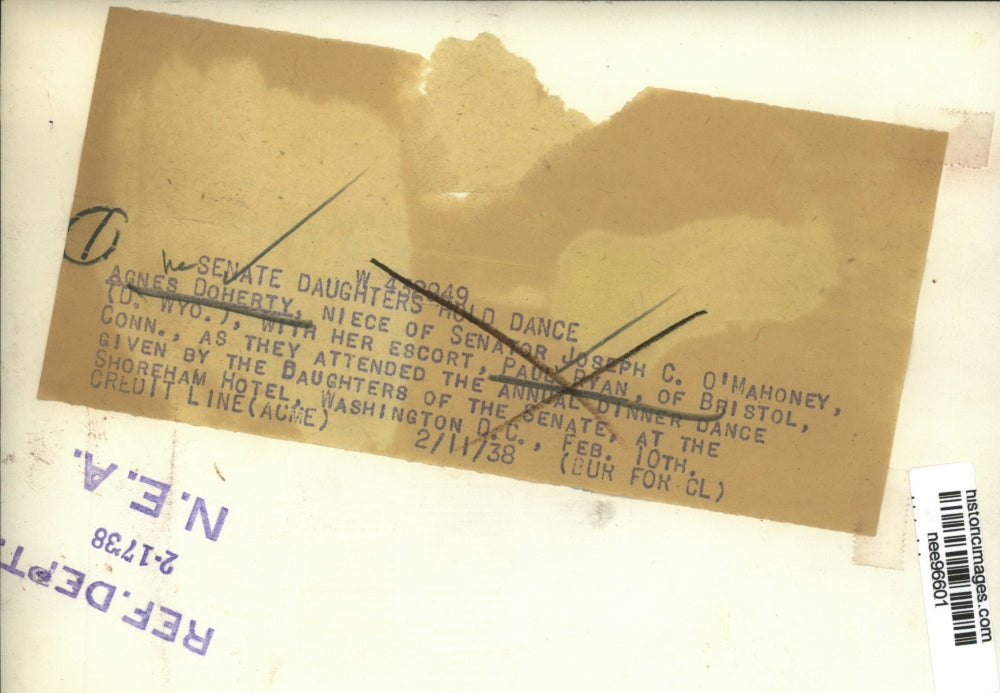 1
W
SENATE DAUGHTERS HOLD DANCE
AGNES DOHERTY, NIECE OF SENATOR JOSEPH C. O'MAHONEY,
(D. WYO.), WITH HER ESCORT, PAUL RYAN, OF BRISTOL,
CONN., AS THEY ATTENDED THE ANNUAL DINNER DANCE
GIVEN BY THE DAUGHTERS OF THE SENATE, AT THE
SHOREHAM HOTEL, WASHINGTON D.C., FEB. 10TH.
CREDIT LINE(ACME) 2/11/38 (BUR FOR CL)
N.E.A.
2-17'38
REF. DEPT.
historicimages.com
nee96601